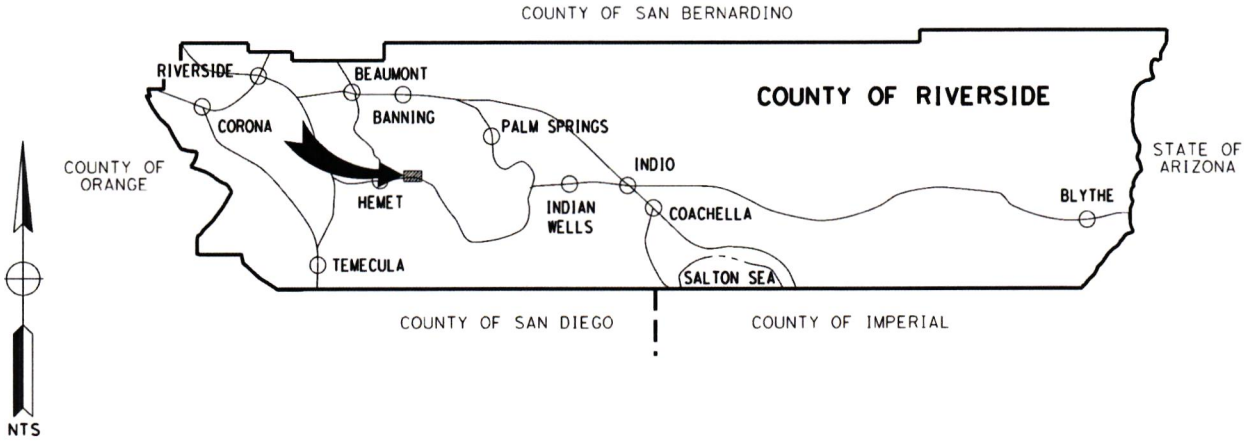 COUNTY OF SAN BERNARDINO
RIVERSIDE
BEAUMONT
COUNTY OF RIVERSIDE
CORONA
BANNING
PALM SPRINGS
COUNTY OF
ORANGE
STATE OF
ARIZONA
INDIO
HEMET
INDIAN
WELLS
COACHELLA
BLYTHE
TEMECULA
SALTON SEA
COUNTY OF SAN DIEGO
COUNTY OF IMPERIAL
NTS